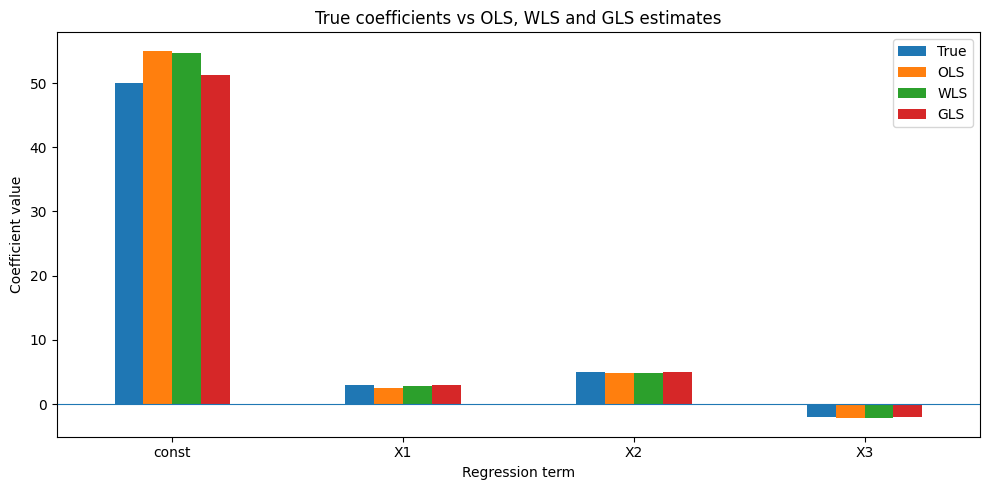 True coefficients vs OLS, WLS and GLS estimates
True
OLS
WLS
GLS
Coefficient value
50
40
30
20
10
0
const
X1
X2
X3
Regression term